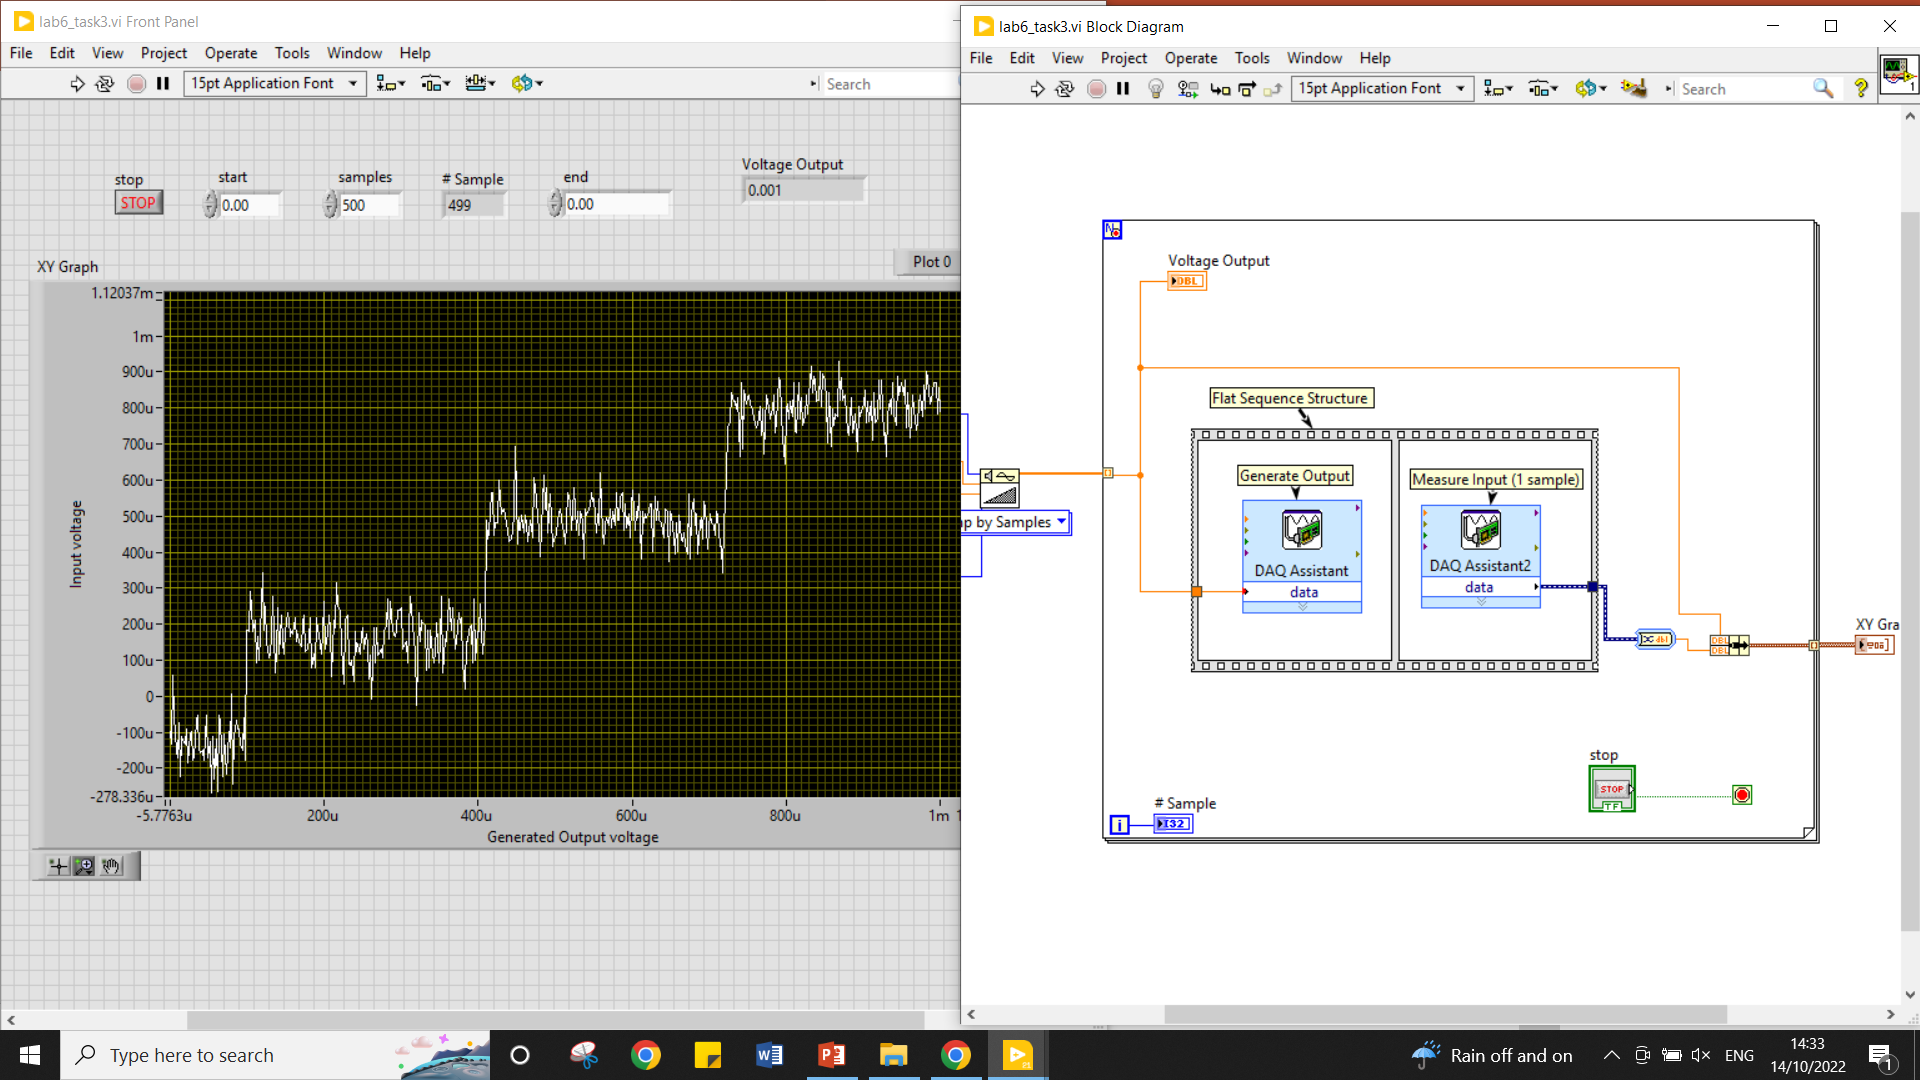 lab6_task3.vi Front Panel
File Edit View Project Operate Tools Window Help
15pt Application Font
Search
stop
STOP
start
0.00
samples
500
# Sample
499
end
0.00
Voltage Output
0.001
XY Graph
Plot 0
1.12037m
1m
900u
800u
700u
600u
500u
400u
300u
200u
100u
0
-100u
-200u
-278.336u
Input voltage
-5.7763u 200u 400u 600u 800u 1m 1
Generated Output voltage
lab6_task3.vi Block Diagram
File Edit View Project Operate Tools Window Help
15pt Application Font
Search
1
N
Voltage Output
DBL
Flat Sequence Structure
Generate Output
Measure Input (1 sample)
DAQ Assistant
data
DAQ Assistant2
data
p by Samples
dbl
DBL
DBL
XY Gra
stop
STOP
TF
# Sample
i
I32
Type here to search
Rain off and on
ENG
14:33
14/10/2022
1